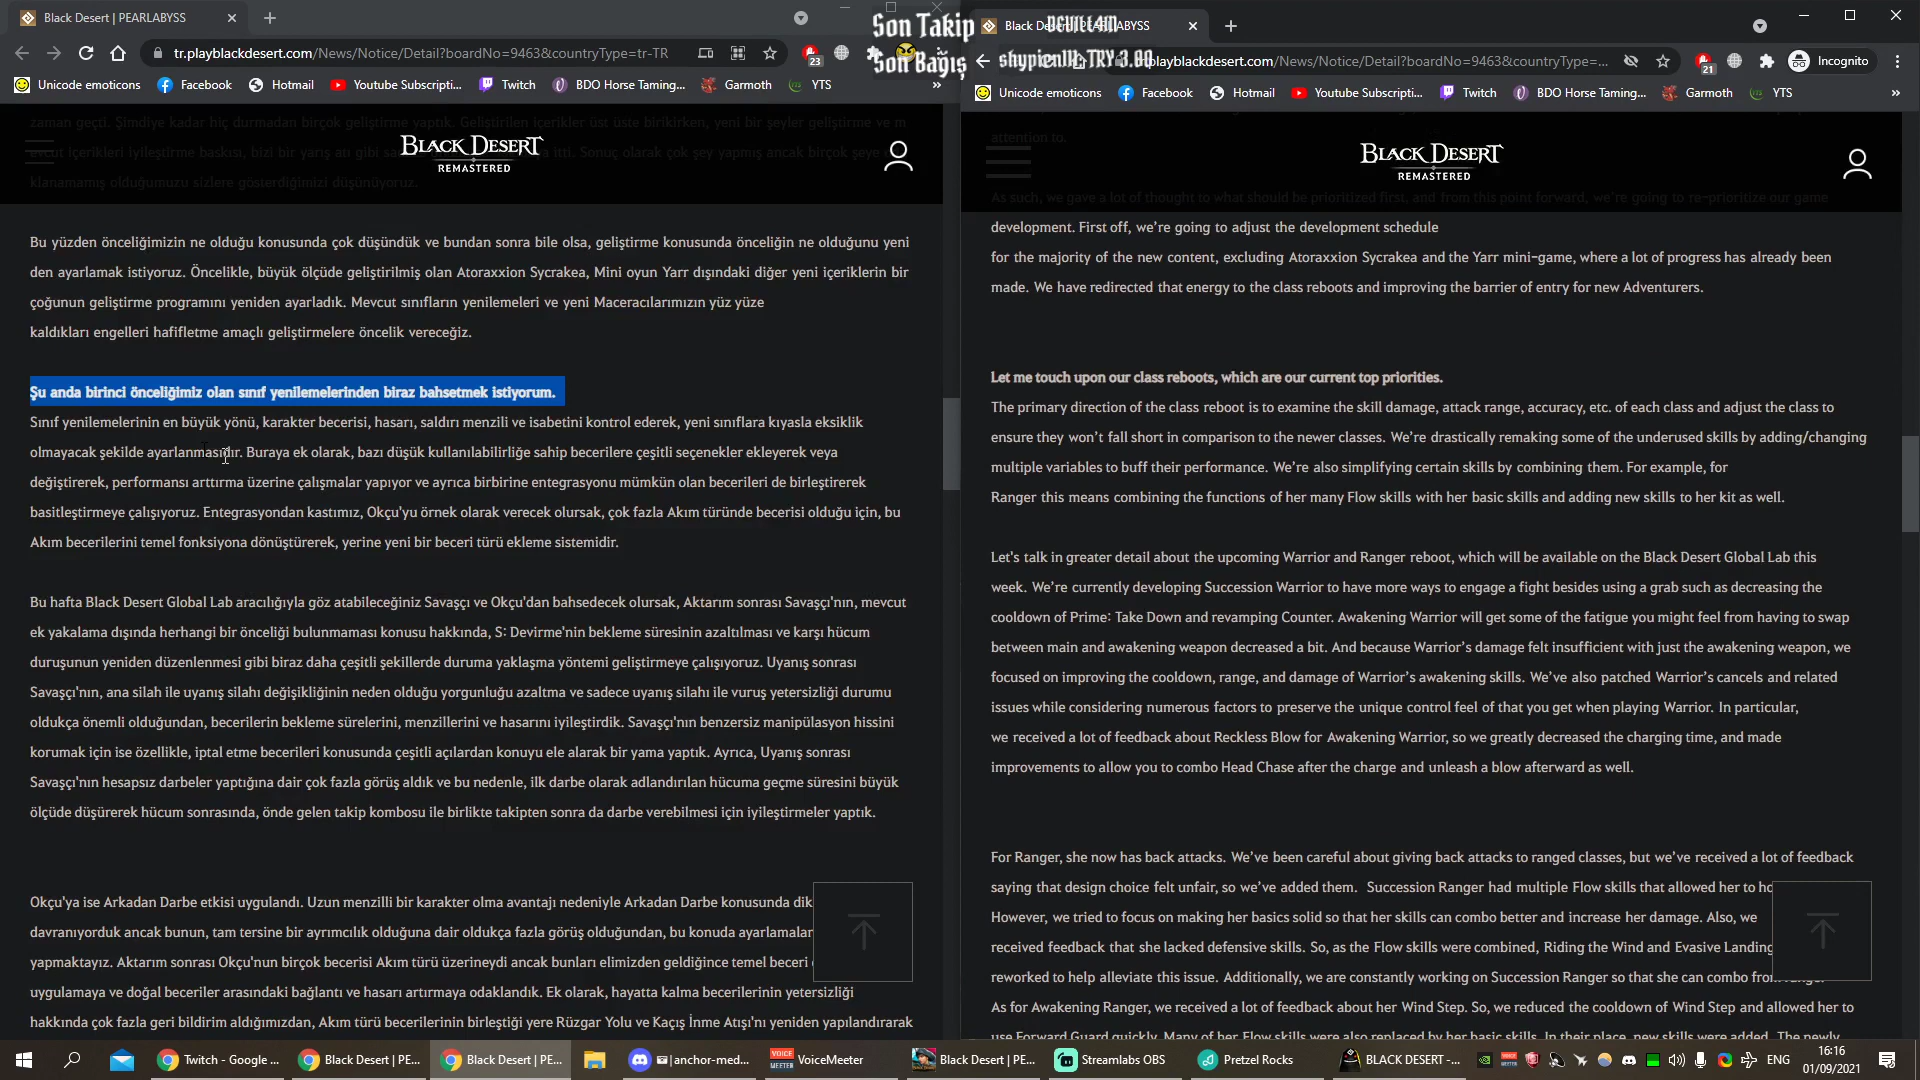 Black Desert | PEARLABYSS
Son Takip
Son Bağış
tr.playblackdesert.com/News/Notice/Detail?boardNo=9463&countryType=tr-TR
23
Unicode emoticons
Facebook
Hotmail
Youtube Subscripti...
Twitch
BDO Horse Taming...
Garmoth
YTS
»
zaman geçti. Şimdiye kadar hiç durmadan birçok geliştirme yaptık. Geliştirilen içerikler üst üste birikirken, yeni bir şeyler geliştirme ve m
klanamamış olduğumuzu sizlere gösterdiğimizi düşünüyoruz.
BLACK DESERT
REMASTERED
Bu yüzden önceliğimizin ne olduğu konusunda çok düşündük ve bundan sonra bile olsa, geliştirme konusunda önceliğin ne olduğunu yeni
den ayarlamak istiyoruz. Öncelikle, büyük ölçüde geliştirilmiş olan Atoraxxion Sycrakea, Mini oyun Yarr dışındaki diğer yeni içeriklerin bir
çoğunun geliştirme programını yeniden ayarladık. Mevcut sınıfların yenilemeleri ve yeni Maceracılarımızın yüz yüze
kaldıkları engelleri hafifletme amaçlı geliştirmelere öncelik vereceğiz.
Şu anda birinci önceliğimiz olan sınıf yenilemelerinden biraz bahsetmek istiyorum.
Sınıf yenilemelerinin en büyük yönü, karakter becerisi, hasarı, saldırı menzili ve isabetini kontrol ederek, yeni sınıflara kıyasla eksiklik
olmayacak şekilde ayarlanmasıdır. Buraya ek olarak, bazı düşük kullanılabilirliğe sahip becerilere çeşitli seçenekler ekleyerek veya
değiştirerek, performansı arttırma üzerine çalışmalar yapıyor ve ayrıca birbirine entegrasyonu mümkün olan becerileri de birleştirerek
basitleştirmeye çalışıyoruz. Entegrasyondan kastımız, Okçu'yu örnek olarak verecek olursak, çok fazla Akım türünde becerisi olduğu için, bu
Akım becerilerini temel fonksiyona dönüştürerek, yerine yeni bir beceri türü ekleme sistemidir.
Bu hafta Black Desert Global Lab aracılığıyla göz atabileceğiniz Savaşçı ve Okçu'dan bahsedecek olursak, Aktarım sonrası Savaşçı'nın, mevcut
ek yakalama dışında herhangi bir önceliği bulunmaması konusu hakkında, S: Devirme'nin bekleme süresinin azaltılması ve karşı hücum
duruşunun yeniden düzenlenmesi gibi biraz daha çeşitli şekillerde duruma yaklaşma yöntemi geliştirmeye çalışıyoruz. Uyanış sonrası
Savaşçı'nın, ana silah ile uyanış silahı değişikliğinin neden olduğu yorgunluğu azaltma ve sadece uyanış silahı ile vuruş yetersizliği durumu
oldukça önemli olduğundan, becerilerin bekleme sürelerini, menzillerini ve hasarını iyileştirdik. Savaşçı'nın benzersiz manipülasyon hissini
korumak için ise özellikle, iptal etme becerileri konusunda çeşitli açılardan konuyu ele alarak bir yama yaptık. Ayrıca, Uyanış sonrası
Savaşçı'nın hesapsız darbeler yaptığına dair çok fazla görüş aldık ve bu nedenle, ilk darbe olarak adlandırılan hücuma geçme süresini büyük
ölçüde düşürerek hücum sonrasında, önde gelen takip kombosu ile birlikte takipten sonra da darbe verebilmesi için iyileştirmeler yaptık.
Okçu'ya ise Arkadan Darbe etkisi uygulandı. Uzun menzilli bir karakter olma avantajı nedeniyle Arkadan Darbe konusunda dik
davranıyorduk ancak bunun, tam tersine bir ayrımcılık olduğuna dair oldukça fazla görüş olduğundan, bu konuda ayarlamalar
yapmaktayız. Aktarım sonrası Okçu'nun birçok becerisi Akım türü üzerineydi ancak bunları elimizden geldiğince temel beceri
uygulamaya ve doğal beceriler arasındaki bağlantı ve hasarı artırmaya odaklandık. Ek olarak, hayatta kalma becerilerinin yetersizliği
hakkında çok fazla geri bildirim aldığımızdan, Akım türü becerilerinin birleştiği yere Rüzgar Yolu ve Kaçış İnme Atışı'nı yeniden yapılandırarak
playblackdesert.com/News/Notice/Detail?boardNo=9463&countryType=...
21
Incognito
Unicode emoticons
Facebook
Hotmail
Youtube Subscripti...
Twitch
BDO Horse Taming...
Garmoth
YTS
»
attention to.
BLACK DESERT
REMASTERED
As such, we gave a lot of thought to what should be prioritized first, and from this point forward, we're going to re-prioritize our game
development. First off, we're going to adjust the development schedule
for the majority of the new content, excluding Atoraxxion Sycrakea and the Yarr mini-game, where a lot of progress has already been
made. We have redirected that energy to the class reboots and improving the barrier of entry for new Adventurers.
Let me touch upon our class reboots, which are our current top priorities.
The primary direction of the class reboot is to examine the skill damage, attack range, accuracy, etc. of each class and adjust the class to
ensure they won't fall short in comparison to the newer classes. We're drastically remaking some of the underused skills by adding/changing
multiple variables to buff their performance. We're also simplifying certain skills by combining them. For example, for
Ranger this means combining the functions of her many Flow skills with her basic skills and adding new skills to her kit as well.
Let's talk in greater detail about the upcoming Warrior and Ranger reboot, which will be available on the Black Desert Global Lab this
week. We're currently developing Succession Warrior to have more ways to engage a fight besides using a grab such as decreasing the
cooldown of Prime: Take Down and revamping Counter. Awakening Warrior will get some of the fatigue you might feel from having to swap
between main and awakening weapon decreased a bit. And because Warrior's damage felt insufficient with just the awakening weapon, we
focused on improving the cooldown, range, and damage of Warrior's awakening skills. We've also patched Warrior's cancels and related
issues while considering numerous factors to preserve the unique control feel of that you get when playing Warrior. In particular,
we received a lot of feedback about Reckless Blow for Awakening Warrior, so we greatly decreased the charging time, and made
improvements to allow you to combo Head Chase after the charge and unleash a blow afterward as well.
For Ranger, she now has back attacks. We've been careful about giving back attacks to ranged classes, but we've received a lot of feedback
saying that design choice felt unfair, so we've added them. Succession Ranger had multiple Flow skills that allowed her to
However, we tried to focus on making her basics solid so that her skills can combo better and increase her damage. Also, we
received feedback that she lacked defensive skills. So, as the Flow skills were combined, Riding the Wind and Evasive Landing
reworked to help alleviate this issue. Additionally, we are constantly working on Succession Ranger so that she can combo
As for Awakening Ranger, we received a lot of feedback about her Wind Step. So, we reduced the cooldown of Wind Step and allowed her to
use Forward Guard quickly. Many of her Flow skills were also replaced by her basic skills. In their place, new skills were added. The newly
Twitch - Google ...
Black Desert | PE...
Black Desert | PE...
|anchor-med...
VoiceMeeter
Black Desert | PE...
Streamlabs OBS
Pretzel Rocks
BLACK DESERT -...
ENG
16:16
01/09/2021